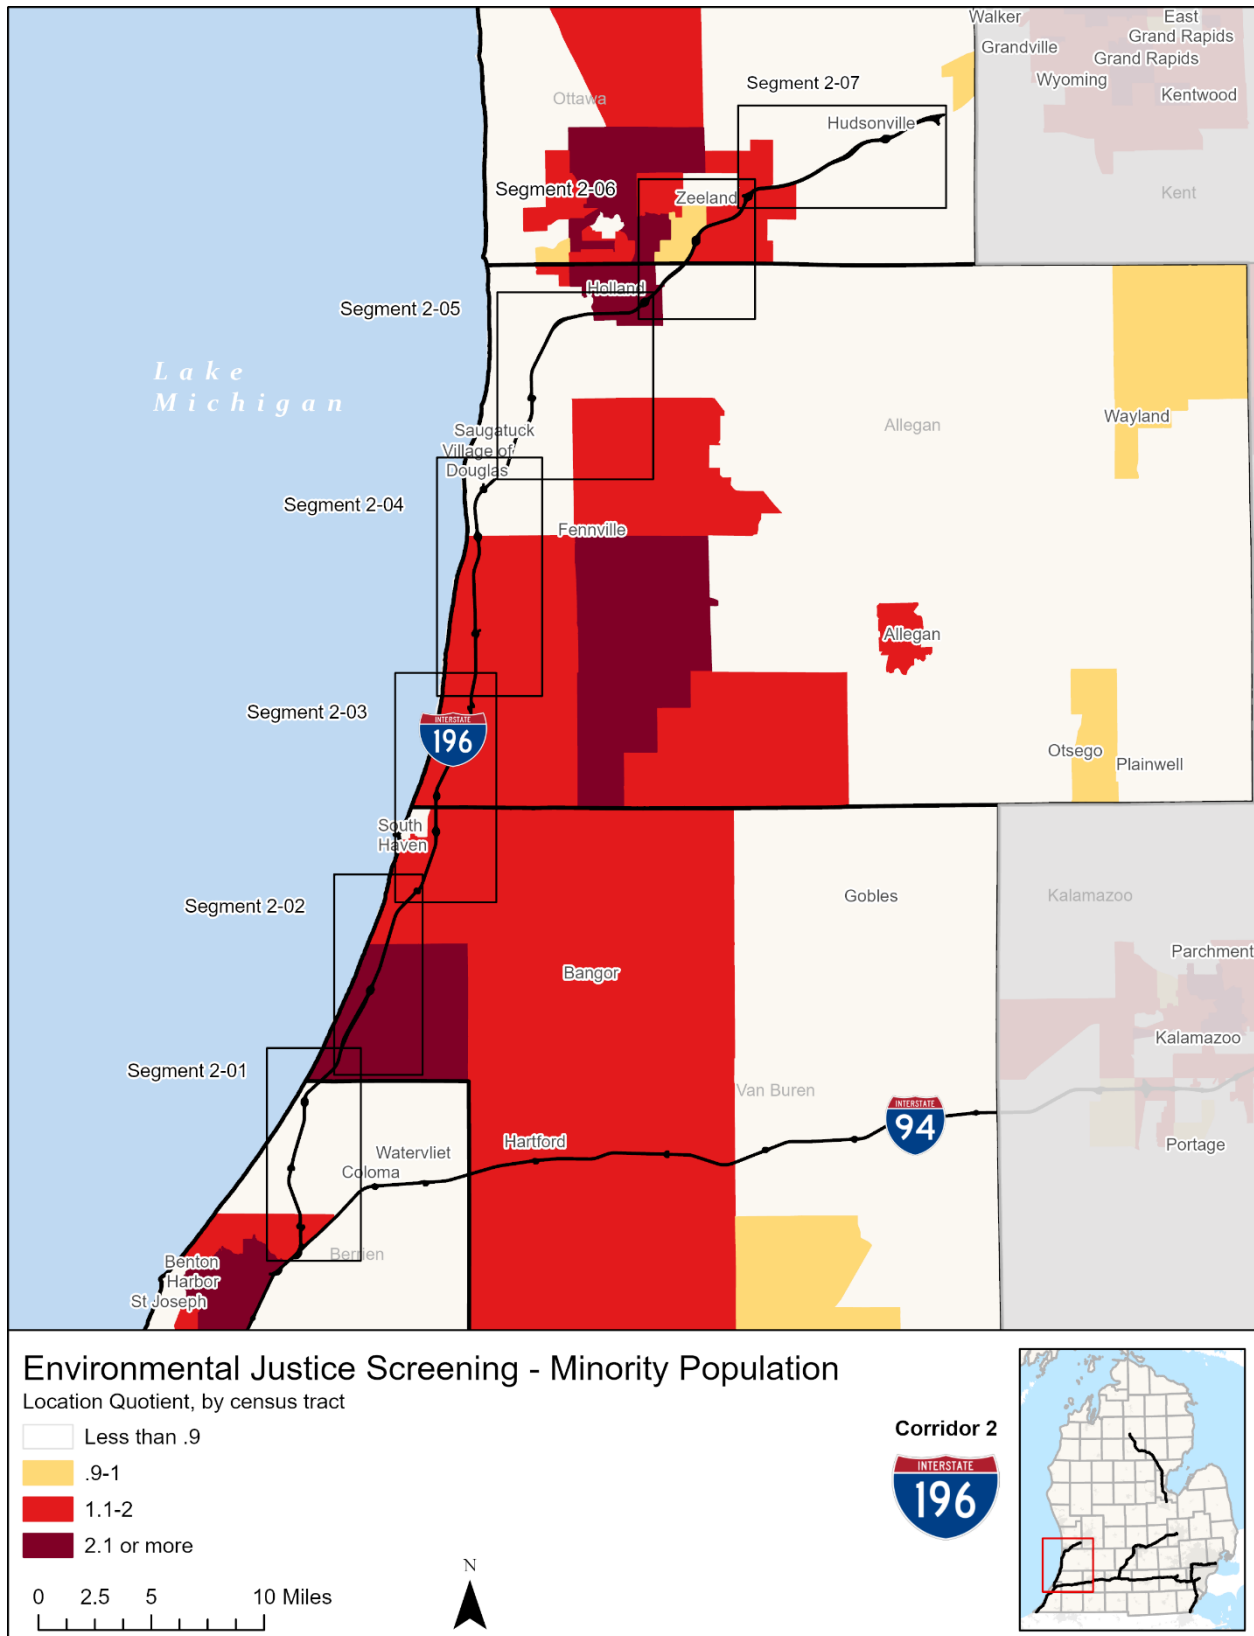 Walker
East
Grand Rapids
Grandville
Grand Rapids
Wyoming
Kentwood
Segment 2-07
Ottawa
Hudsonville
Segment 2-06
Zeeland
Kent
Holland
Segment 2-05
Lake
Michigan
Saugatuck
Village of
Douglas
Allegan
Wayland
Segment 2-04
Fennville
Allegan
Segment 2-03
INTERSTATE
196
Otsego
Plainwell
South
Haven
Segment 2-02
Gobles
Kalamazoo
Parchment
Bangor
Kalamazoo
Segment 2-01
Van Buren
INTERSTATE
94
Hartford
Watervliet
Coloma
Portage
Berrien
Benton
Harbor
St Joseph
Environmental Justice Screening - Minority Population
Location Quotient, by census tract
Less than .9
.9-1
1.1-2
2.1 or more
0 2.5 5 10 Miles
N
Corridor 2
INTERSTATE
196